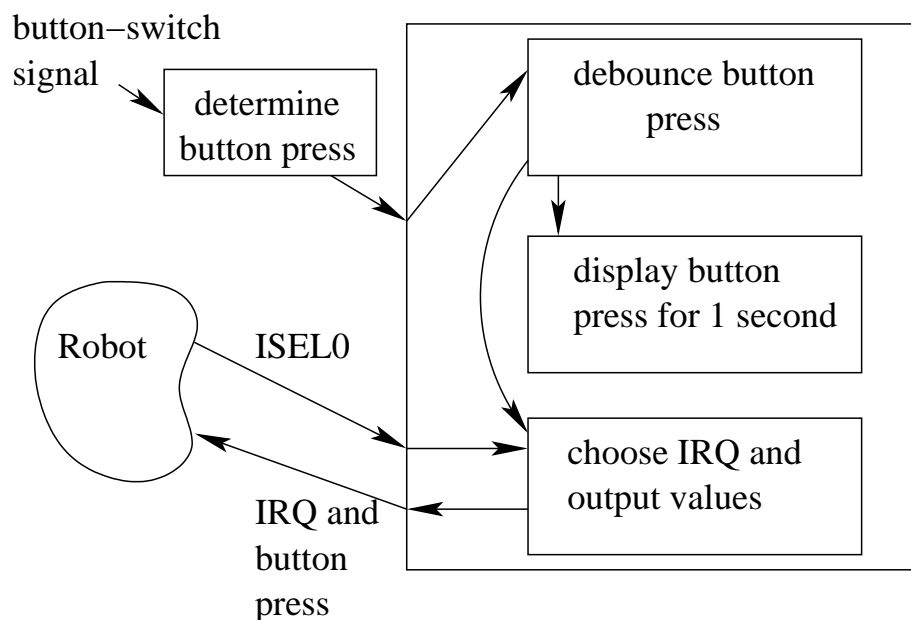 button−switch
signal
determine
button press
debounce button
press
display button
press for 1 second
Robot
ISEL0
choose IRQ and
output values
IRQ and
button
press